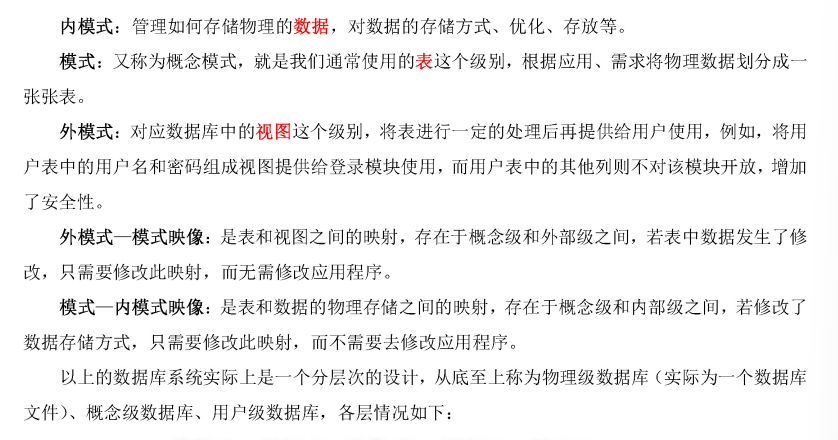 内模式：管理如何存储物理的数据，对数据的存储方式、优化、存放等。
模式：又称为概念模式，就是我们通常使用的表这个级别，根据应用、需求将物理数据划分成一
张张表。
外模式：对应数据库中的视图这个级别，将表进行一定的处理后再提供给用户使用，例如，将用
户表中的用户名和密码组成视图提供给登录模块使用，而用户表中的其他列则不对该模块开放，增加
了安全性。
外模式—模式映像：是表和视图之间的映射，存在于概念级和外部级之间，若表中数据发生了修
改，只需要修改此映射，而无需修改应用程序。
模式—内模式映像：是表和数据的物理存储之间的映射，存在于概念级和内部级之间，若修改了
数据存储方式，只需要修改此映射，而不需要去修改应用程序。
以上的数据库系统实际上是一个分层次的设计，从底至上称为物理级数据库（实际为一个数据库
文件）、概念级数据库、用户级数据库，各层情况如下：